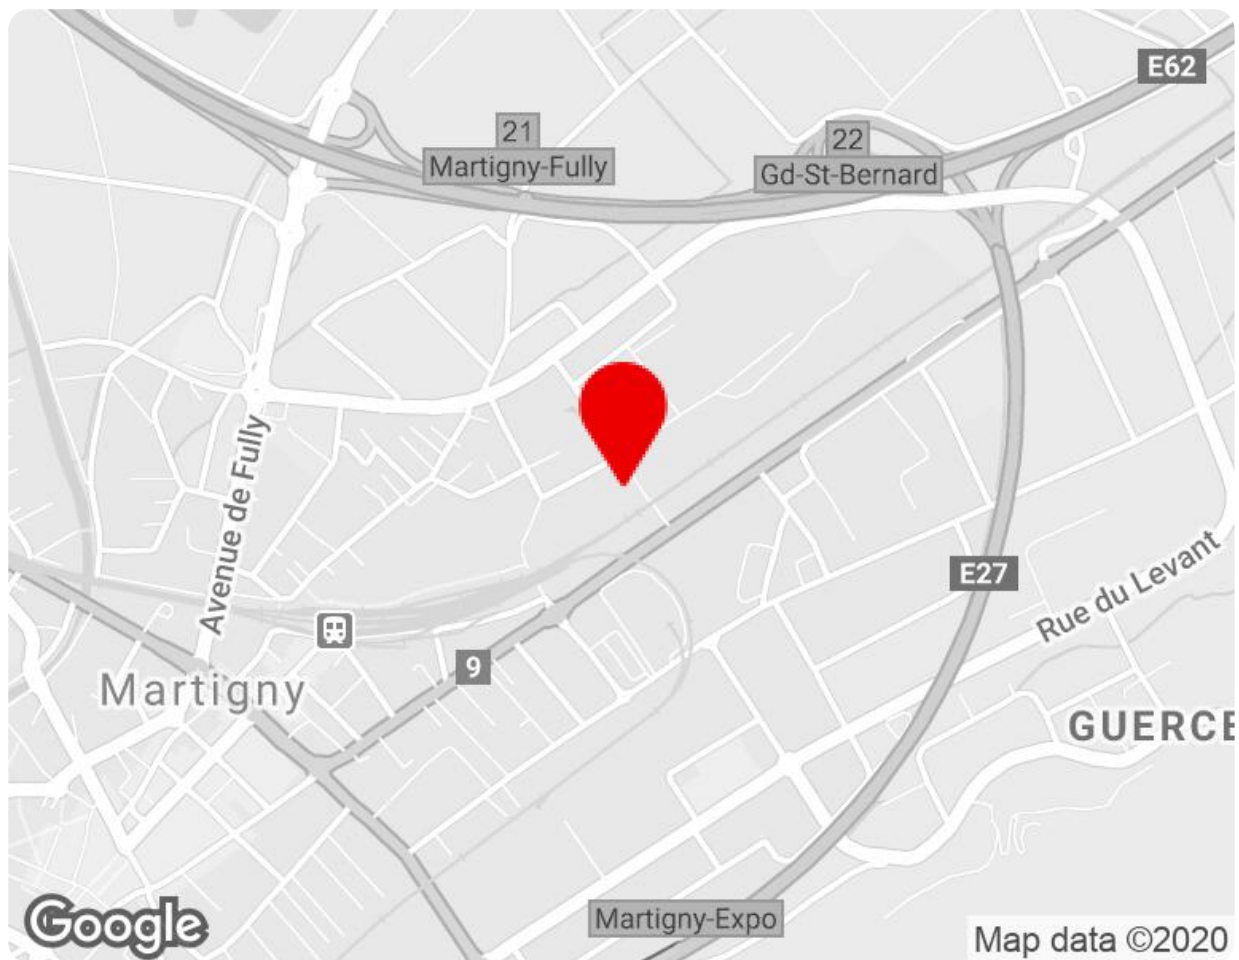 E62
21
Martigny-Fully
22
Gd-St-Bernard
Avenue de Fully
E27
Rue du Levant
9
Martigny
GUERCE
Martigny-Expo
Google
Map data ©2020